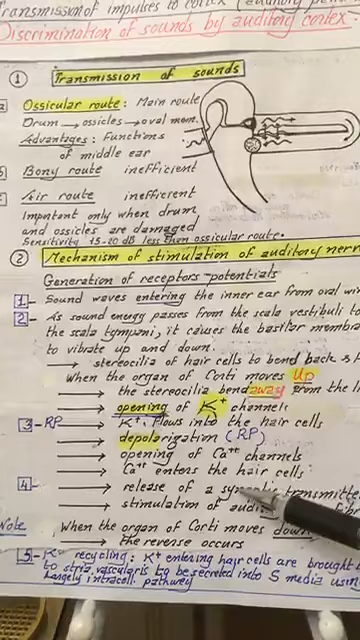 Transmission of impulses to cortex (auditory
Discrimination of sounds by auditory cortex
1 Transmission of sounds
a Ossicular route: Main route
Drum → ossicles → oval mem.
Advantages: Functions
of middle ear
Bony route inefficient
Air route inefficient
Important only when drum
and ossicles are damaged
Sensitivity 15-20 dB less than ossicular route.
2 Mechanism of stimulation of auditory
Generation of receptors potentials
1- Sound waves entering the inner ear from oval
2- As sound energy passes from the scala vestibuli to
the scala tympani, it causes the basilar
to vibrate up and down.
→ stereocilia of hair cells to bend back &
When the organ of Corti moves Up
→ the stereocilia bend away from the
→ opening of K+ channels
3- RP → K+ flows into the hair cells
→ depolarization (RP)
→ opening of Ca++ channels
→ Ca++ enters the hair cells
4- → release of a
→ stimulation of
Note When the organ of Corti moves down
→ the reverse occurs
5- K+ recycling: K+ entering hair cells are brought
to stria vascularis to be secreted into S media using
Largely intracell. pathway